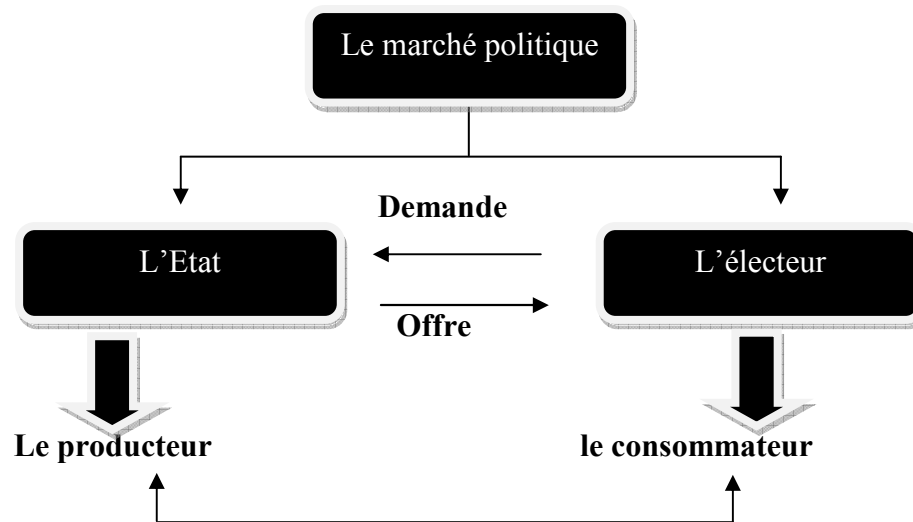 Le marché politique
Demande
L’Etat
L’électeur
Offre
Le producteur
le consommateur